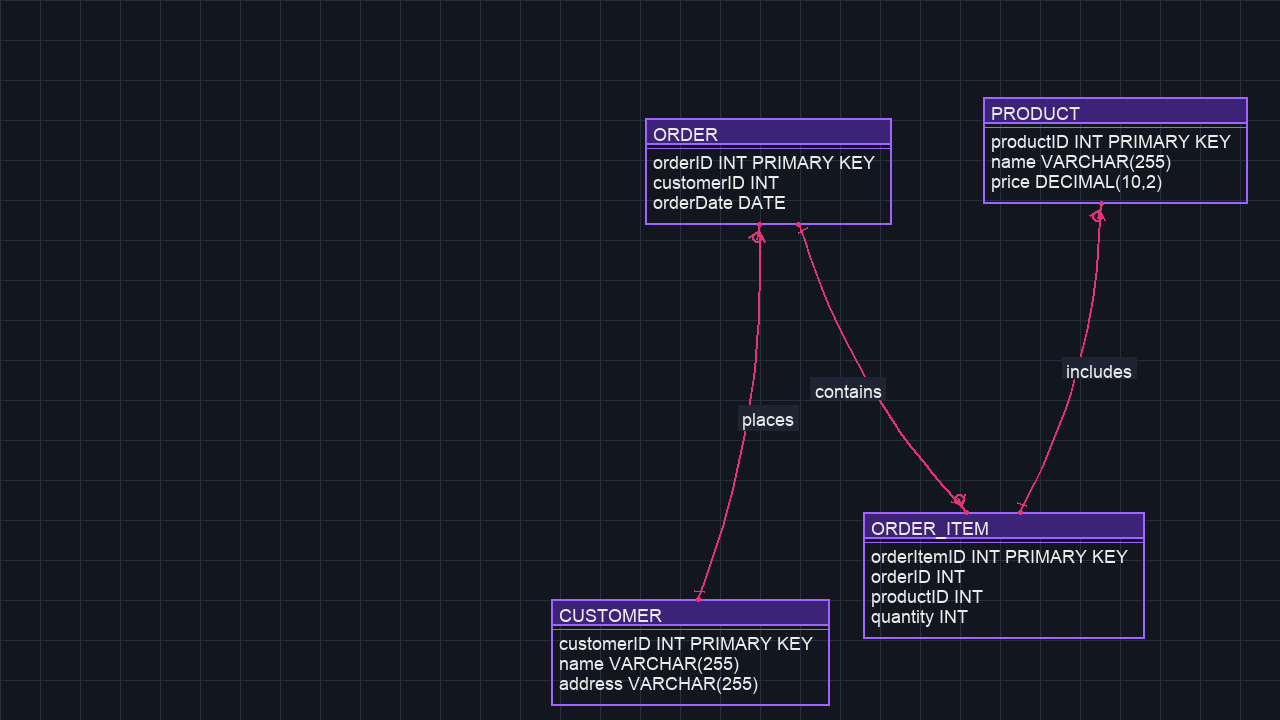 ORDER
orderID INT PRIMARY KEY
customerID INT
orderDate DATE
PRODUCT
productID INT PRIMARY KEY
name VARCHAR(255)
price DECIMAL(10,2)
includes
contains
places
ORDER_ITEM
orderItemID INT PRIMARY KEY
orderID INT
productID INT
quantity INT
CUSTOMER
customerID INT PRIMARY KEY
name VARCHAR(255)
address VARCHAR(255)